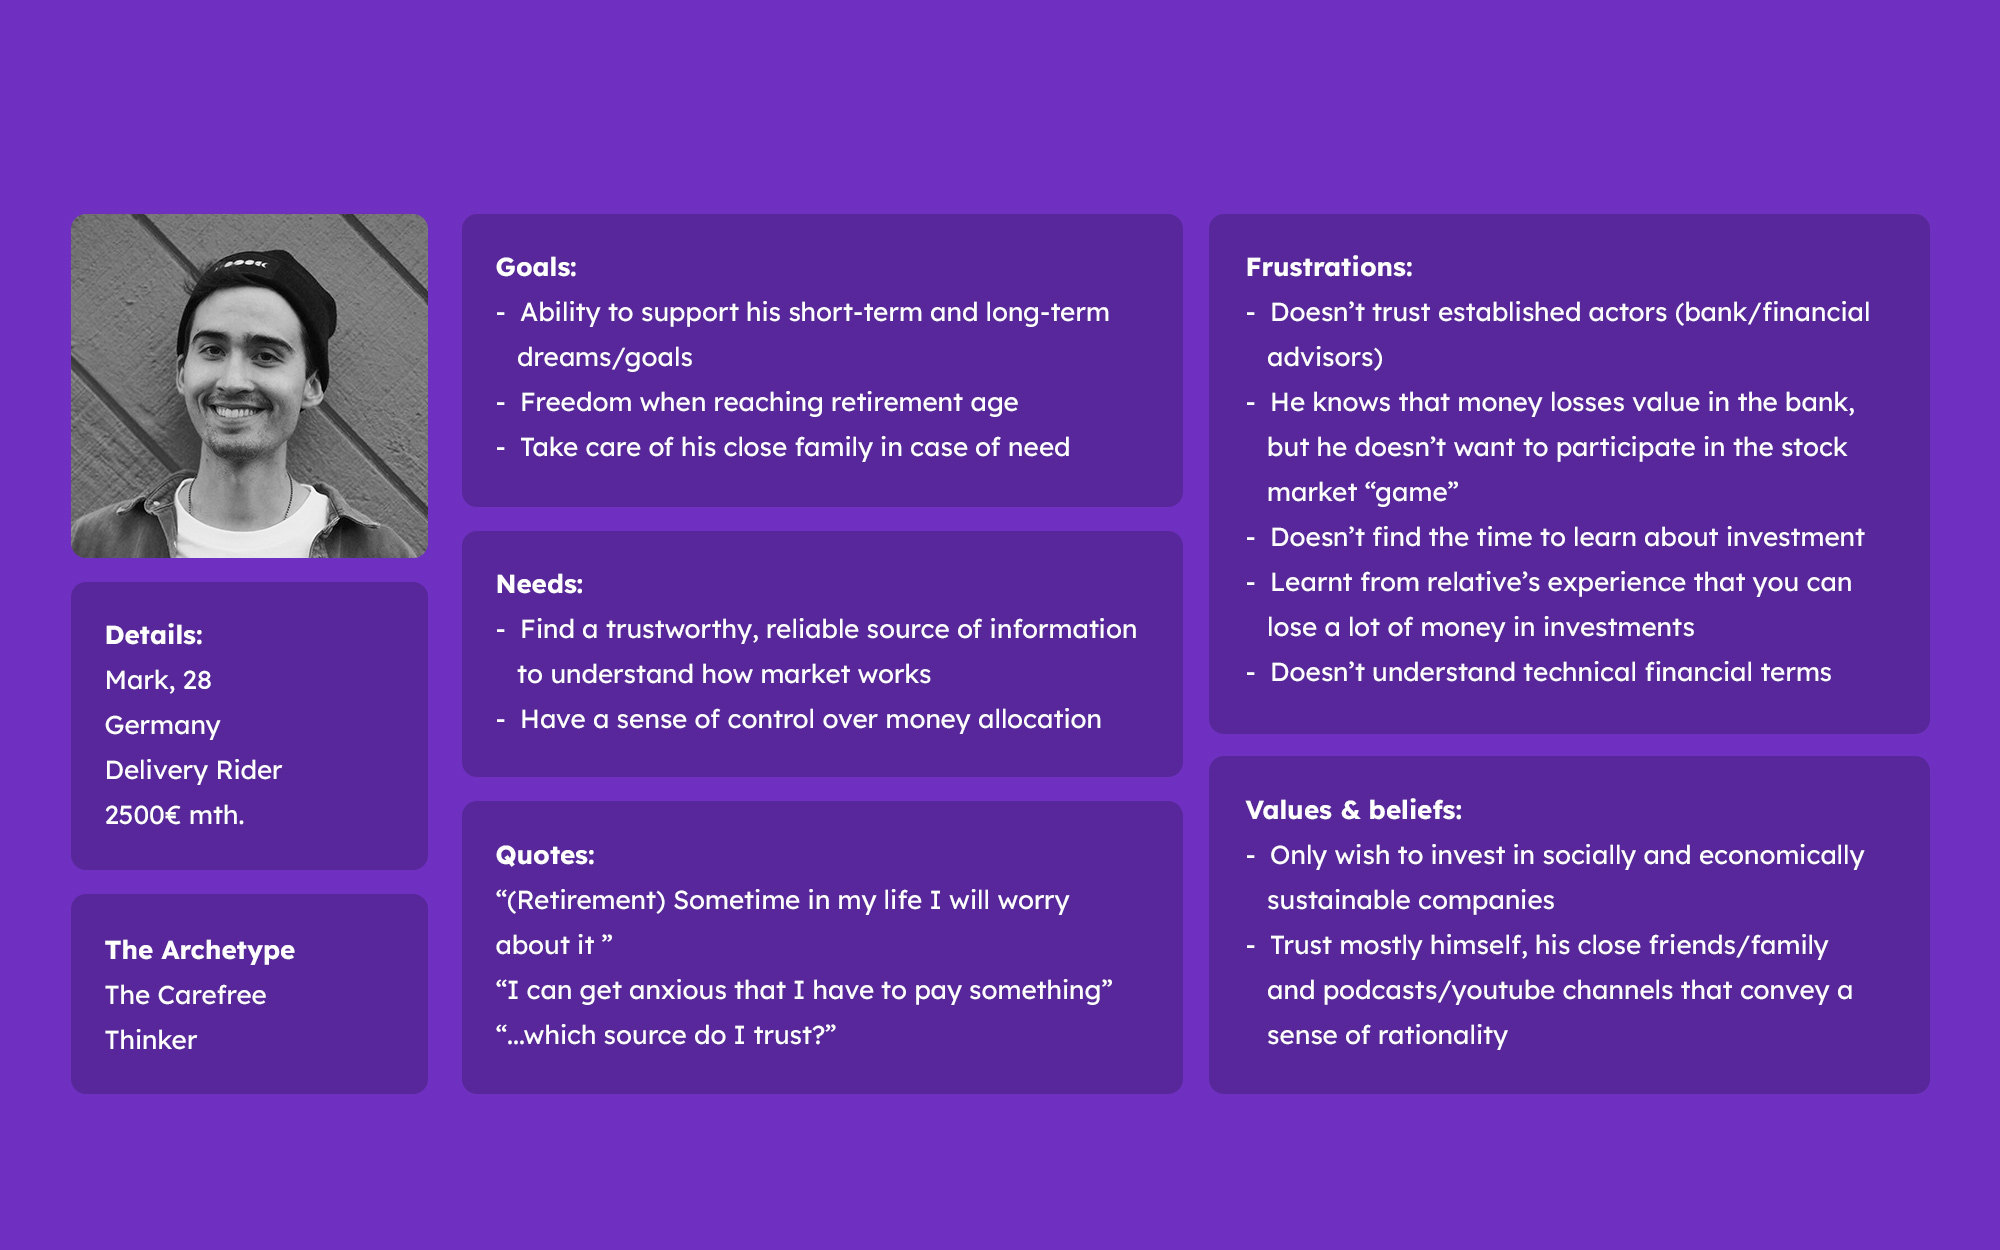 Details:
Mark, 28
Germany
Delivery Rider
2500€ mth.
The Archetype
The Carefree
Thinker
Goals:
- Ability to support his short-term and long-term
dreams/goals
- Freedom when reaching retirement age
- Take care of his close family in case of need
Needs:
- Find a trustworthy, reliable source of information
to understand how market works
- Have a sense of control over money allocation
Quotes:
“(Retirement) Sometime in my life I will worry
about it ”
“I can get anxious that I have to pay something”
“...which source do I trust?”
Frustrations:
- Doesn’t trust established actors (bank/financial
advisors)
- He knows that money losses value in the bank,
but he doesn’t want to participate in the stock
market “game”
- Doesn’t find the time to learn about investment
- Learnt from relative’s experience that you can
lose a lot of money in investments
- Doesn’t understand technical financial terms
Values & beliefs:
- Only wish to invest in socially and economically
sustainable companies
- Trust mostly himself, his close friends/family
and podcasts/youtube channels that convey a
sense of rationality